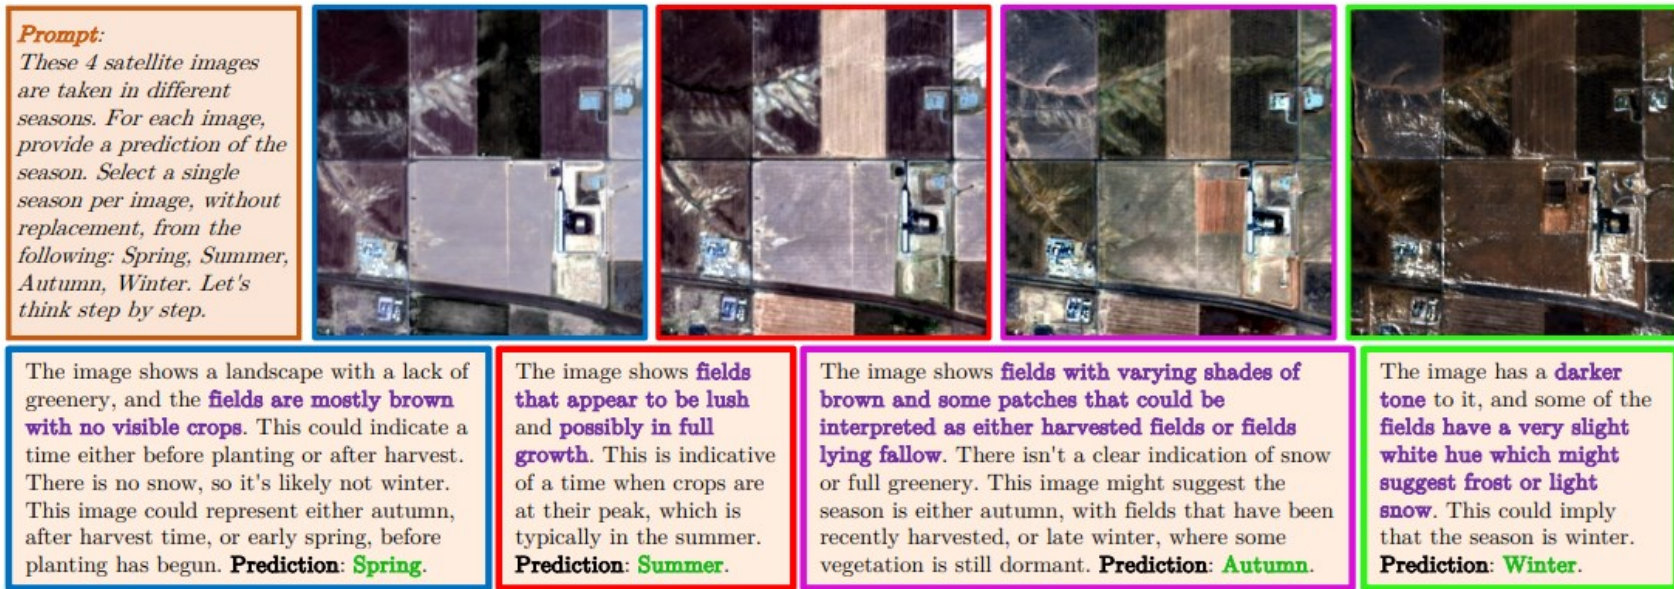 Prompt:
These 4 satellite images
are taken in different
seasons. For each image,
provide a prediction of the
season. Select a single
season per image, without
replacement, from the
following: Spring, Summer,
Autumn, Winter. Let's
think step by step.
The image shows a landscape with a lack of
greenery, and the fields are mostly brown
with no visible crops. This could indicate a
time either before planting or after harvest.
There is no snow, so it's likely not winter.
This image could represent either autumn,
after harvest time, or early spring, before
planting has begun. Prediction: Spring.
The image shows fields
that appear to be lush
and possibly in full
growth. This is indicative
of a time when crops are
at their peak, which is
typically in the summer.
Prediction: Summer.
The image shows fields with varying shades of
brown and some patches that could be
interpreted as either harvested fields or fields
lying fallow. There isn't a clear indication of snow
or full greenery. This image might suggest the
season is either autumn, with fields that have been
recently harvested, or late winter, where some
vegetation is still dormant. Prediction: Autumn.
The image has a darker
tone to it, and some of the
fields have a very slight
white hue which might
suggest frost or light
snow. This could imply
that the season is winter.
Prediction: Winter.